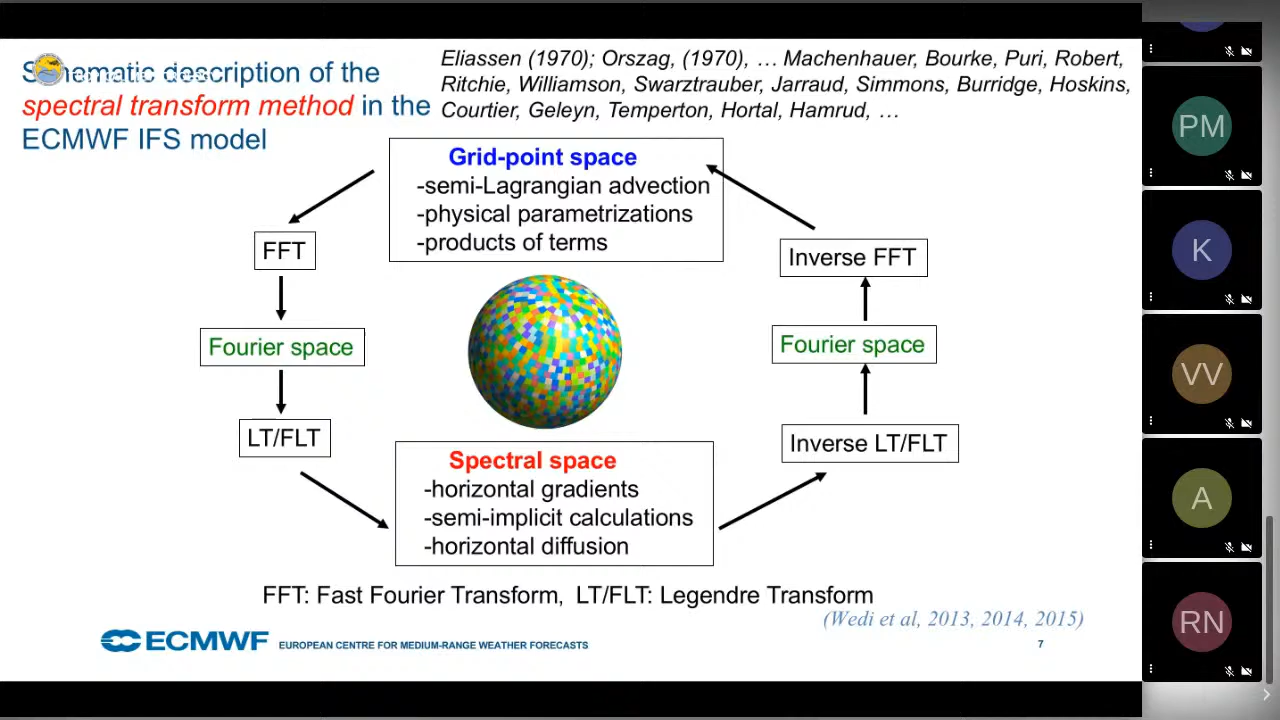 Schematic description of the
spectral transform method in the
ECMWF IFS model
Eliassen (1970); Orszag, (1970), … Machenhauer, Bourke, Puri, Robert,
Ritchie, Williamson, Swarztrauber, Jarraud, Simmons, Burridge, Hoskins,
Courtier, Geleyn, Temperton, Hortal, Hamrud, …
Grid-point space
-semi-Lagrangian advection
-physical parametrizations
-products of terms
FFT
Fourier space
LT/FLT
Spectral space
-horizontal gradients
-semi-implicit calculations
-horizontal diffusion
Inverse FFT
Fourier space
Inverse LT/FLT
FFT: Fast Fourier Transform, LT/FLT: Legendre Transform
(Wedi et al, 2013, 2014, 2015)
ECMWF EUROPEAN CENTRE FOR MEDIUM-RANGE WEATHER FORECASTS
7
PM
K
VV
A
RN